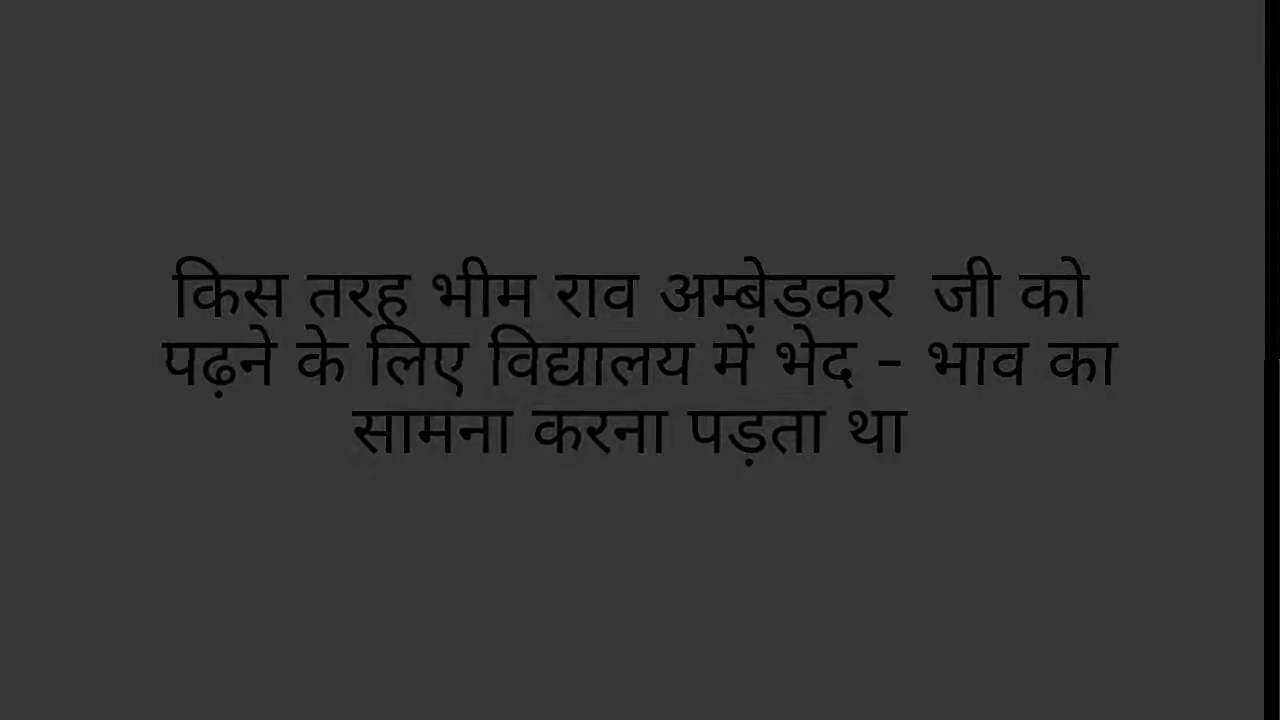 किस तरह भीम राव अम्बेडकर जी को
पढ़ने के लिए विद्यालय में भेद - भाव का
सामना करना पड़ता था